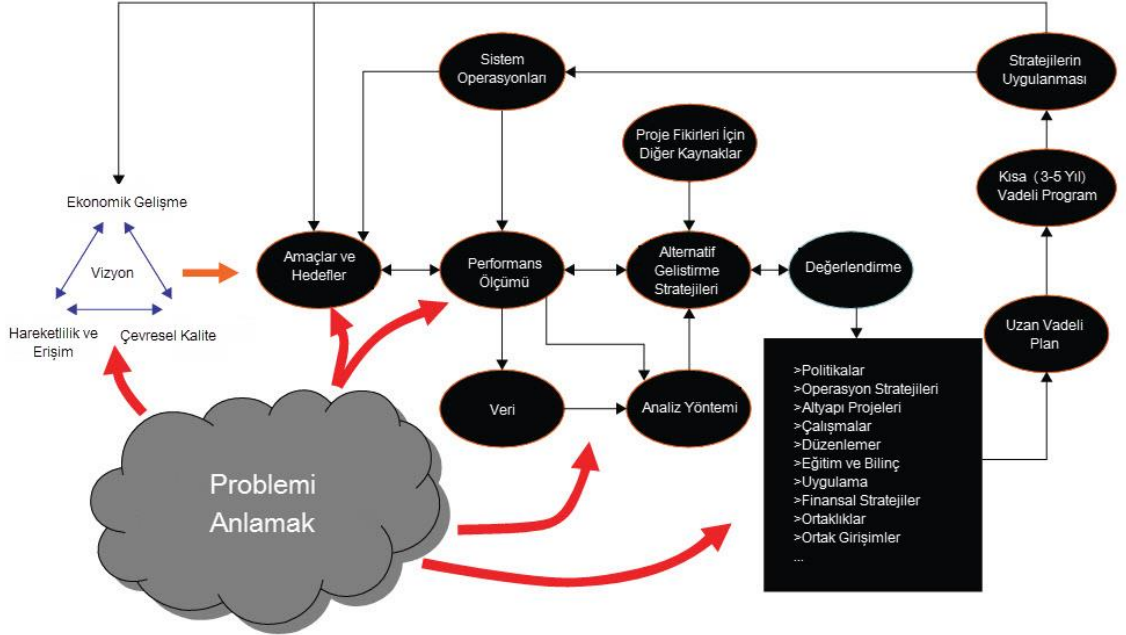 Sistem
Operasyonları
Stratejilerin
Uygulanması
Proje Fikirleri İçin
Diğer Kaynaklar
Kısa ( 3-5 Yıl)
Vadeli Program
Ekonomik Gelişme
Vizyon
Hareketlilik ve
Erişim
Çevresel Kalite
Amaçlar ve
Hedefler
Performans
Ölçümü
Alternatif
Gelistirme
Stratejileri
Değerlendirme
Uzan Vadeli
Plan
Veri
Analiz Yöntemi
>Politikalar
>Operasyon Stratejileri
>Altyapı Projeleri
>Çalışmalar
>Düzenlemer
>Eğitim ve Bilinç
>Uygulama
>Finansal Stratejiler
>Ortaklıklar
>Ortak Girişimler
...
Problemi
Anlamak